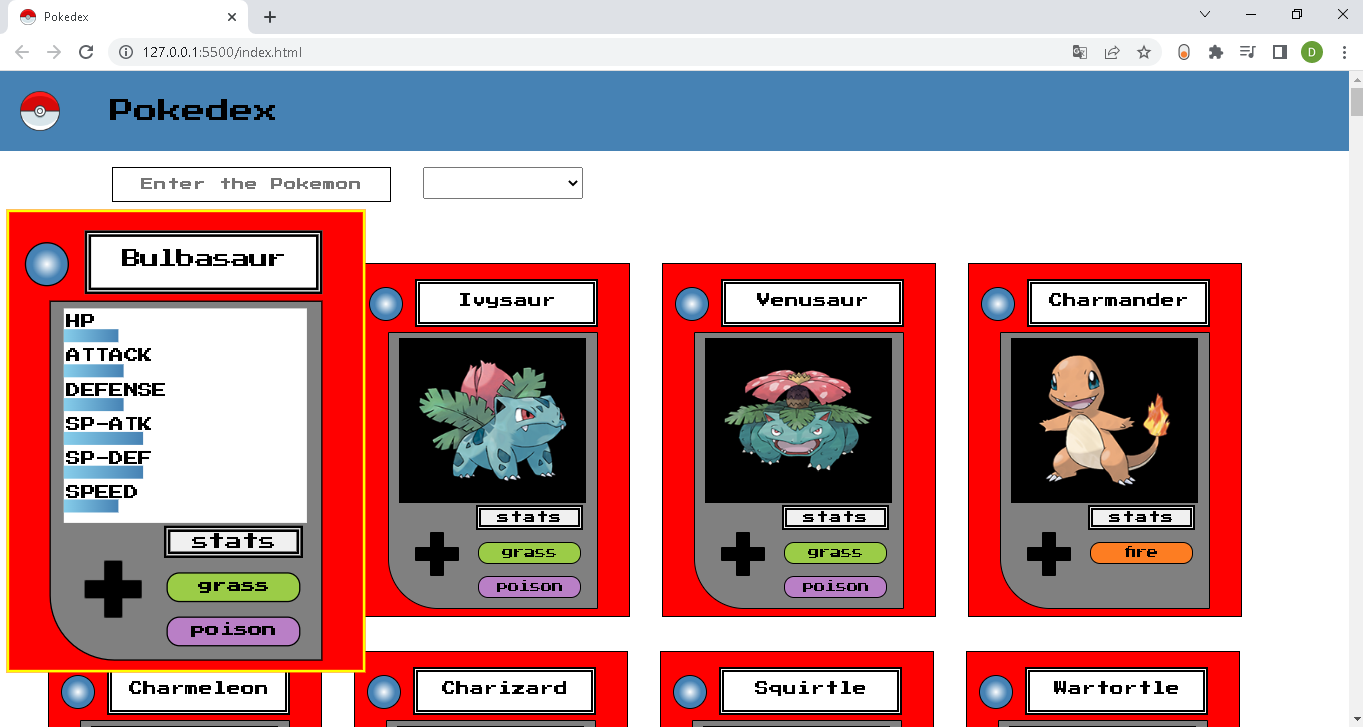 Pokedex
127.0.0.1:5500/index.html
D
Pokedex
Enter the Pokemon
Bulbasaur
HP
ATTACK
DEFENSE
SP-ATK
SP-DEF
SPEED
stats
grass
poison
Ivysaur
stats
grass
poison
Venusaur
stats
grass
poison
Charmander
stats
fire
Charmeleon
Charizard
Squirtle
Wartortle